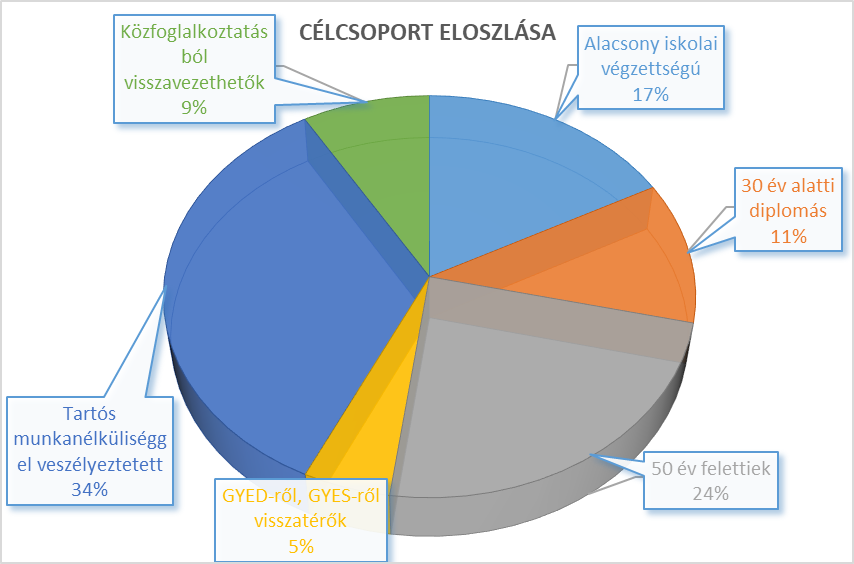 CÉLCSOPORT ELOSZLÁSA
Közfoglalkoztatás
ból
visszavezethetők
9%
Alacsony iskolai
végzettségú
17%
30 év alatti
diplomás
11%
50 év felettiek
24%
GYED-ről, GYES-ről
visszatérők
5%
Tartós
munkanélküliségg
el veszélyeztetett
34%